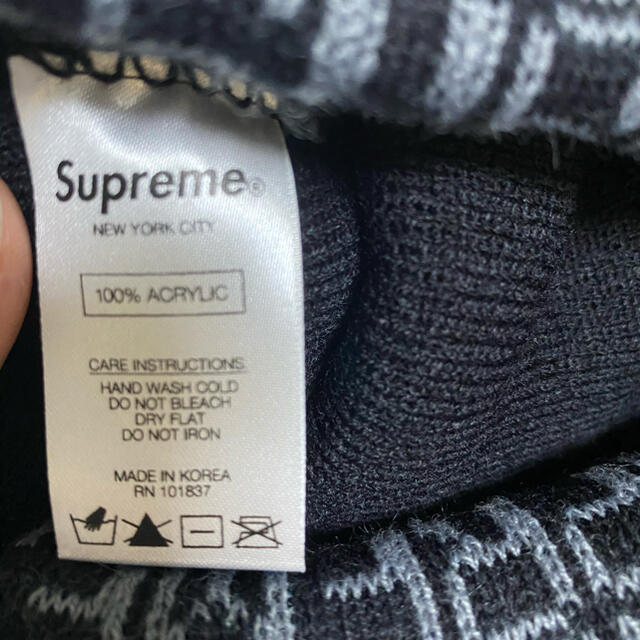 Supreme®
NEW YORK CITY
100% ACRYLIC
CARE INSTRUCTIONS
HAND WASH COLD
DO NOT BLEACH
DRY FLAT
DO NOT IRON
MADE IN KOREA
RN 101837